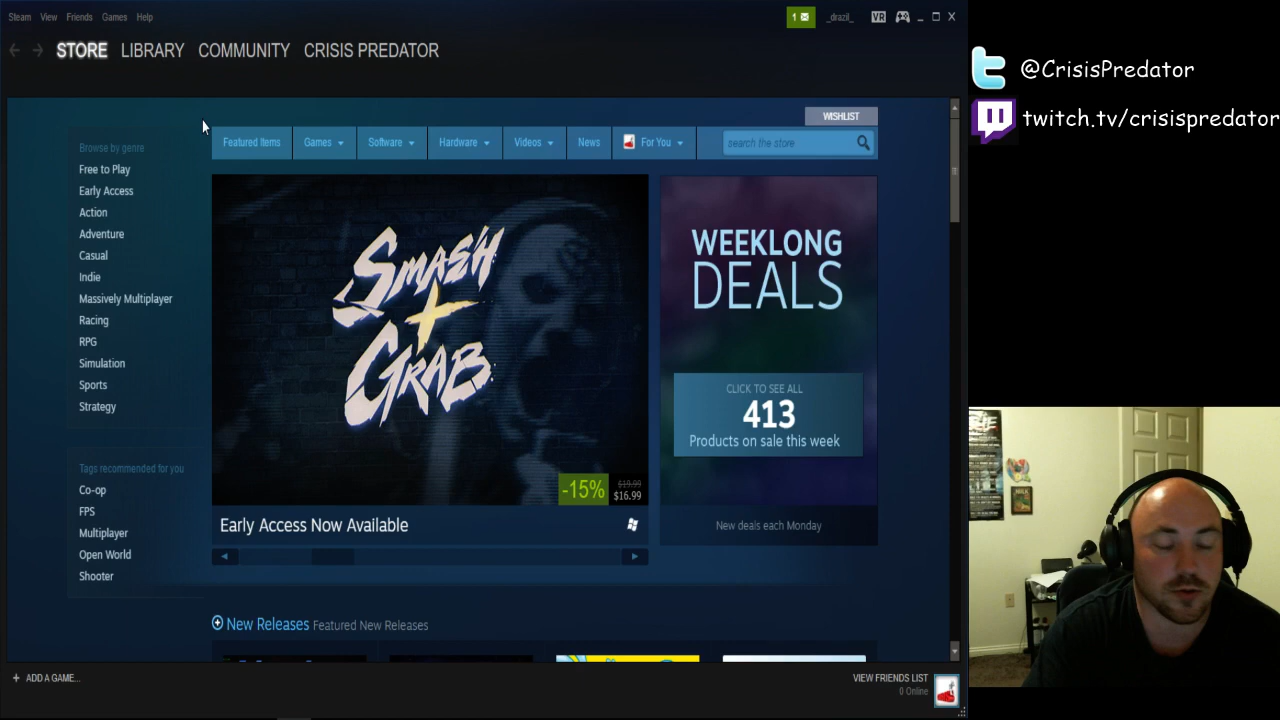 Steam View Friends Games Help
1 _drazil_ VR
STORE LIBRARY COMMUNITY CRISIS PREDATOR
@CrisisPredator
twitch.tv/crisispredator
WISHLIST
Featured Items Games Software Hardware Videos News For You search the store
Browse by genre
Free to Play
Early Access
Action
Adventure
Casual
Indie
Massively Multiplayer
Racing
RPG
Simulation
Sports
Strategy
Tags recommended for you
Co-op
FPS
Multiplayer
Open World
Shooter
SMASH
+
GRAB
-15% $19.99
$16.99
Early Access Now Available
WEEKLONG
DEALS
CLICK TO SEE ALL
413
Products on sale this week
New deals each Monday
New Releases Featured New Releases
+ ADD A GAME...
VIEW FRIENDS LIST
0 Online